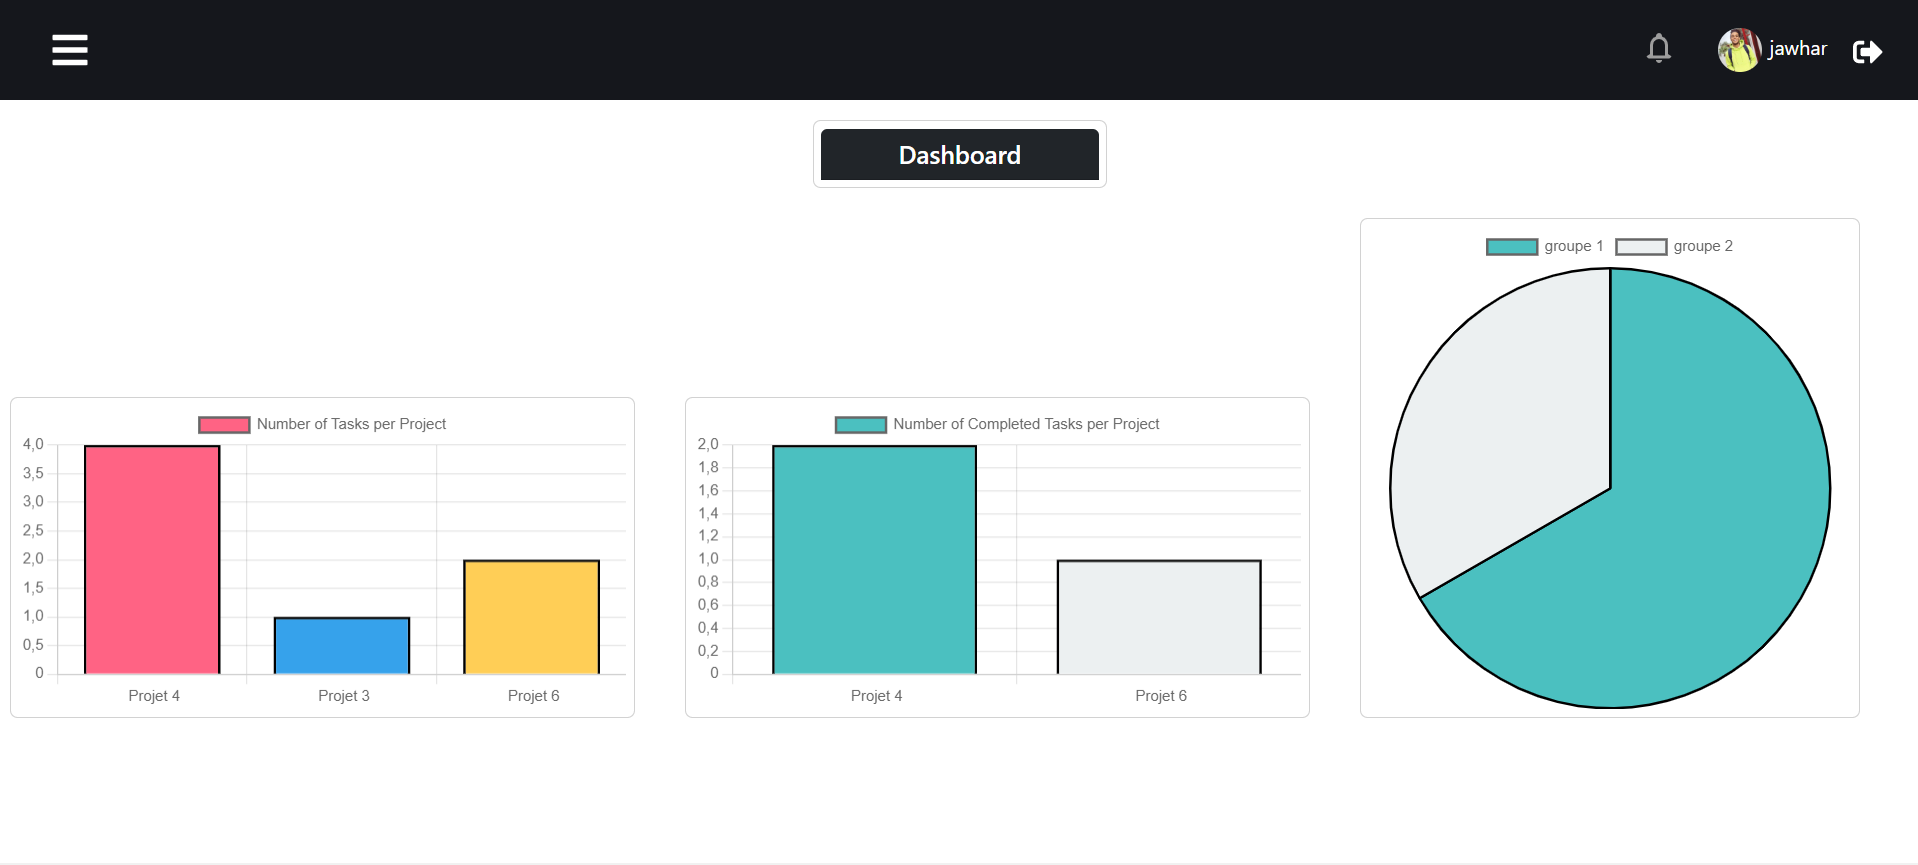 jawhar
Dashboard
Number of Tasks per Project
4,0
3,5
3,0
2,5
2,0
1,5
1,0
0,5
0
Projet 4 Projet 3 Projet 6
Number of Completed Tasks per Project
2,0
1,8
1,6
1,4
1,2
1,0
0,8
0,6
0,4
0,2
0
Projet 4 Projet 6
groupe 1 groupe 2